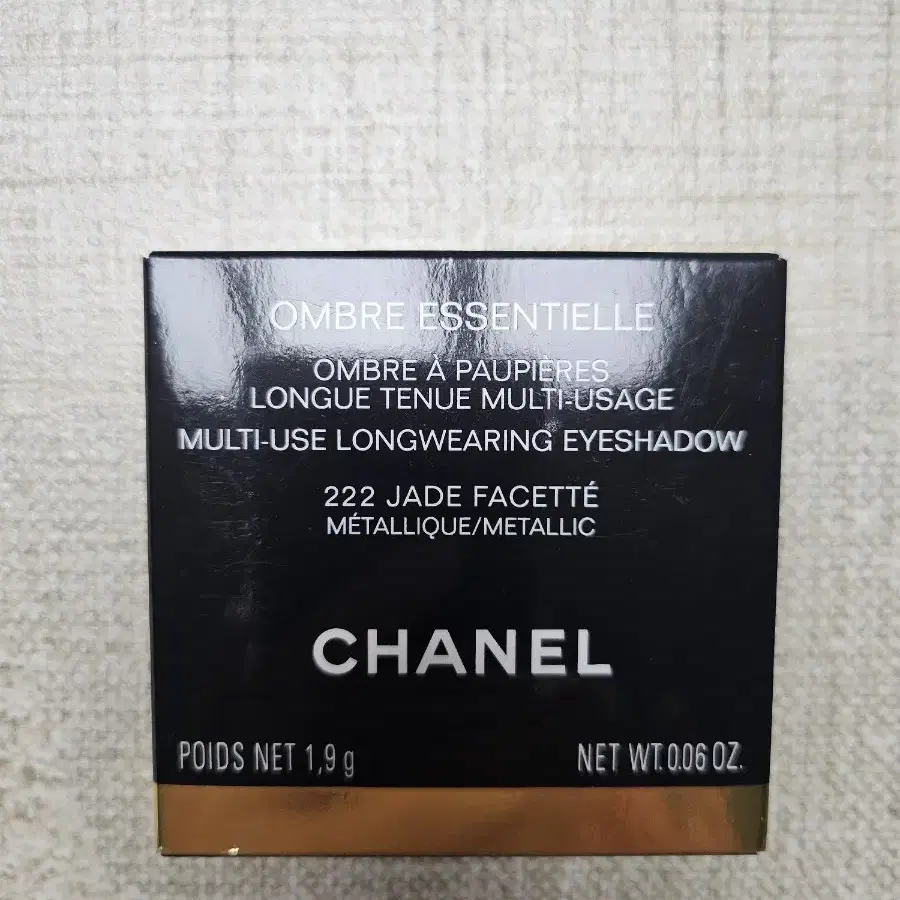 OMBRE ESSENTIELLE
OMBRE À PAUPIÈRES
LONGUE TENUE MULTI-USAGE
MULTI-USE LONGWEARING EYESHADOW
222 JADE FACETTÉ
MÉTALLIQUE/METALLIC
CHANEL
POIDS NET 1,9 g NET WT. 0.06 OZ.